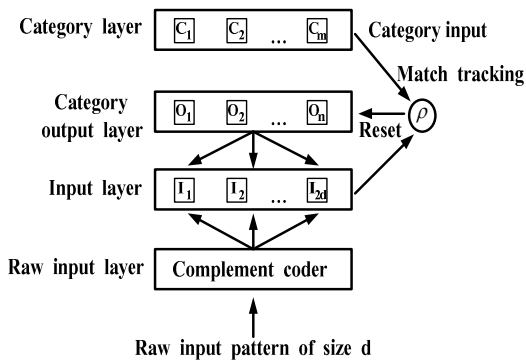 Category layer C1 C2 ... Cm Category input
Match tracking
Category output layer O1 O2 ... On Reset ρ
Input layer I1 I2 ... I2d
Raw input layer Complement coder
Raw input pattern of size d